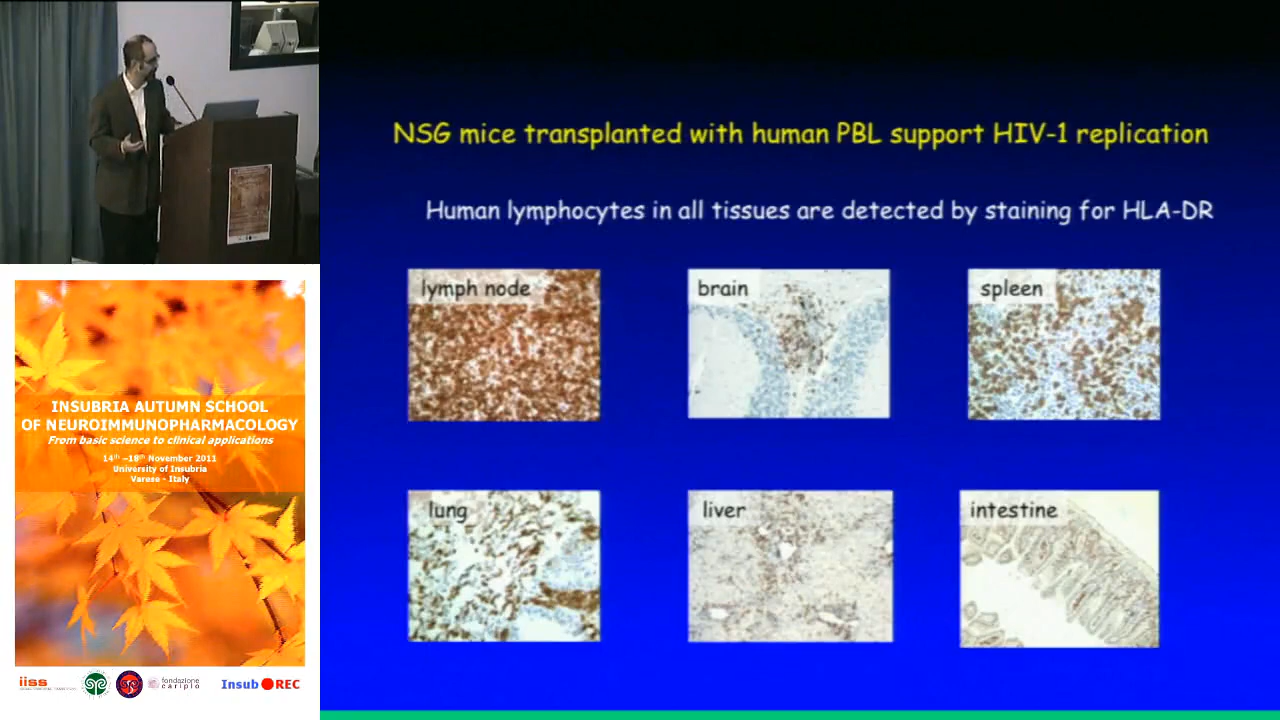 NSG mice transplanted with human PBL support HIV-1 replication
Human lymphocytes in all tissues are detected by staining for HLA-DR
lymph node
brain
spleen
lung
liver
intestine
INSUBRIA AUTUMN SCHOOL
OF NEUROIMMUNOPHARMACOLOGY
From basic science to clinical applications
14th –18th November 2011
University of Insubria
Varese - Italy
iiss
fondazione
cariplo
Insub REC